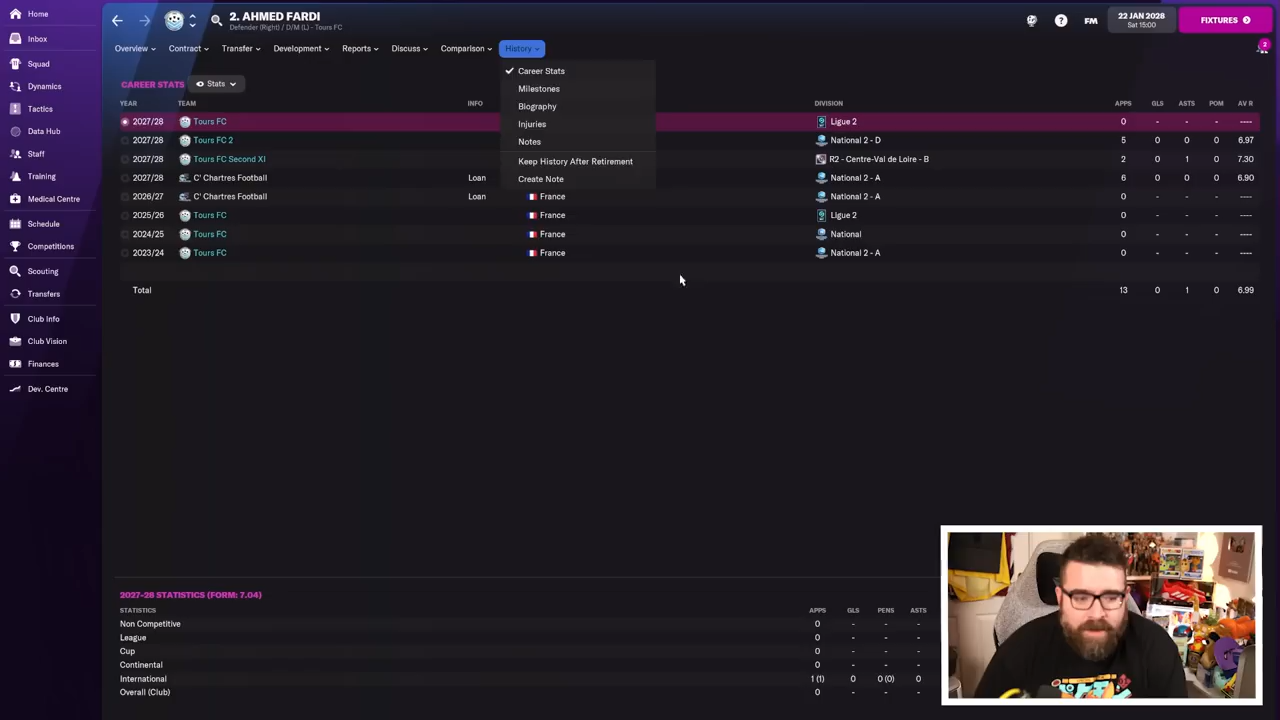 Home
2. AHMED FARDI
Defender (Right) / D/M (L) - Tours FC
FM
22 JAN 2028
Sat 15:00
FIXTURES
Inbox
Squad
Dynamics
Tactics
Data Hub
Staff
Training
Medical Centre
Schedule
Competitions
Scouting
Transfers
Club Info
Club Vision
Finances
Dev. Centre
Overview
Contract
Transfer
Development
Reports
Discuss
Comparison
History
2
CAREER STATS
Stats
Career Stats
Milestones
Biography
Injuries
Notes
Keep History After Retirement
Create Note
YEAR TEAM INFO DIVISION APPS GLS ASTS POM AV R
2027/28 Tours FC Ligue 2 0 - - - ----
2027/28 Tours FC 2 National 2 - D 5 0 0 0 6.97
2027/28 Tours FC Second XI R2 - Centre-Val de Loire - B 2 0 1 0 7.30
2027/28 C' Chartres Football Loan National 2 - A 6 0 0 0 6.90
2026/27 C' Chartres Football Loan France National 2 - A 0 - - - ----
2025/26 Tours FC France Ligue 2 0 - - - ----
2024/25 Tours FC France National 0 - - - ----
2023/24 Tours FC France National 2 - A 0 - - - ----
Total 13 0 1 0 6.99
2027-28 STATISTICS (FORM: 7.04)
STATISTICS APPS GLS PENS ASTS
Non Competitive 0 - - -
League 0 - - -
Cup 0 - - -
Continental 0 - - -
International 1 (1) 0 0 (0) 0
Overall (Club) 0 - - -